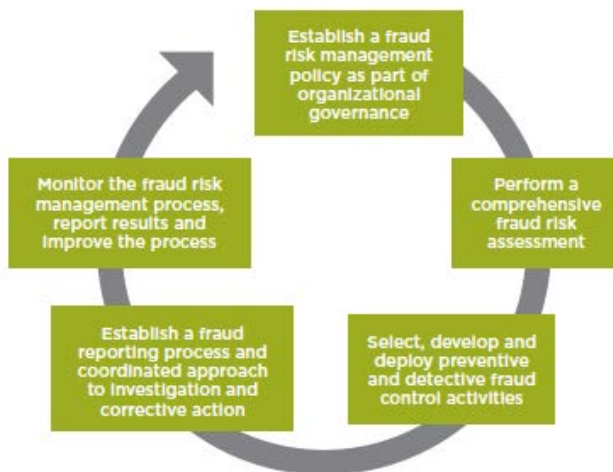 Establish a fraud
risk management
policy as part of
organizational
governance
Perform a
comprehensive
fraud risk
assessment
Select, develop and
deploy preventive
and detective fraud
control activities
Establish a fraud
reporting process and
coordinated approach
to investigation and
corrective action
Monitor the fraud risk
management process,
report results and
improve the process